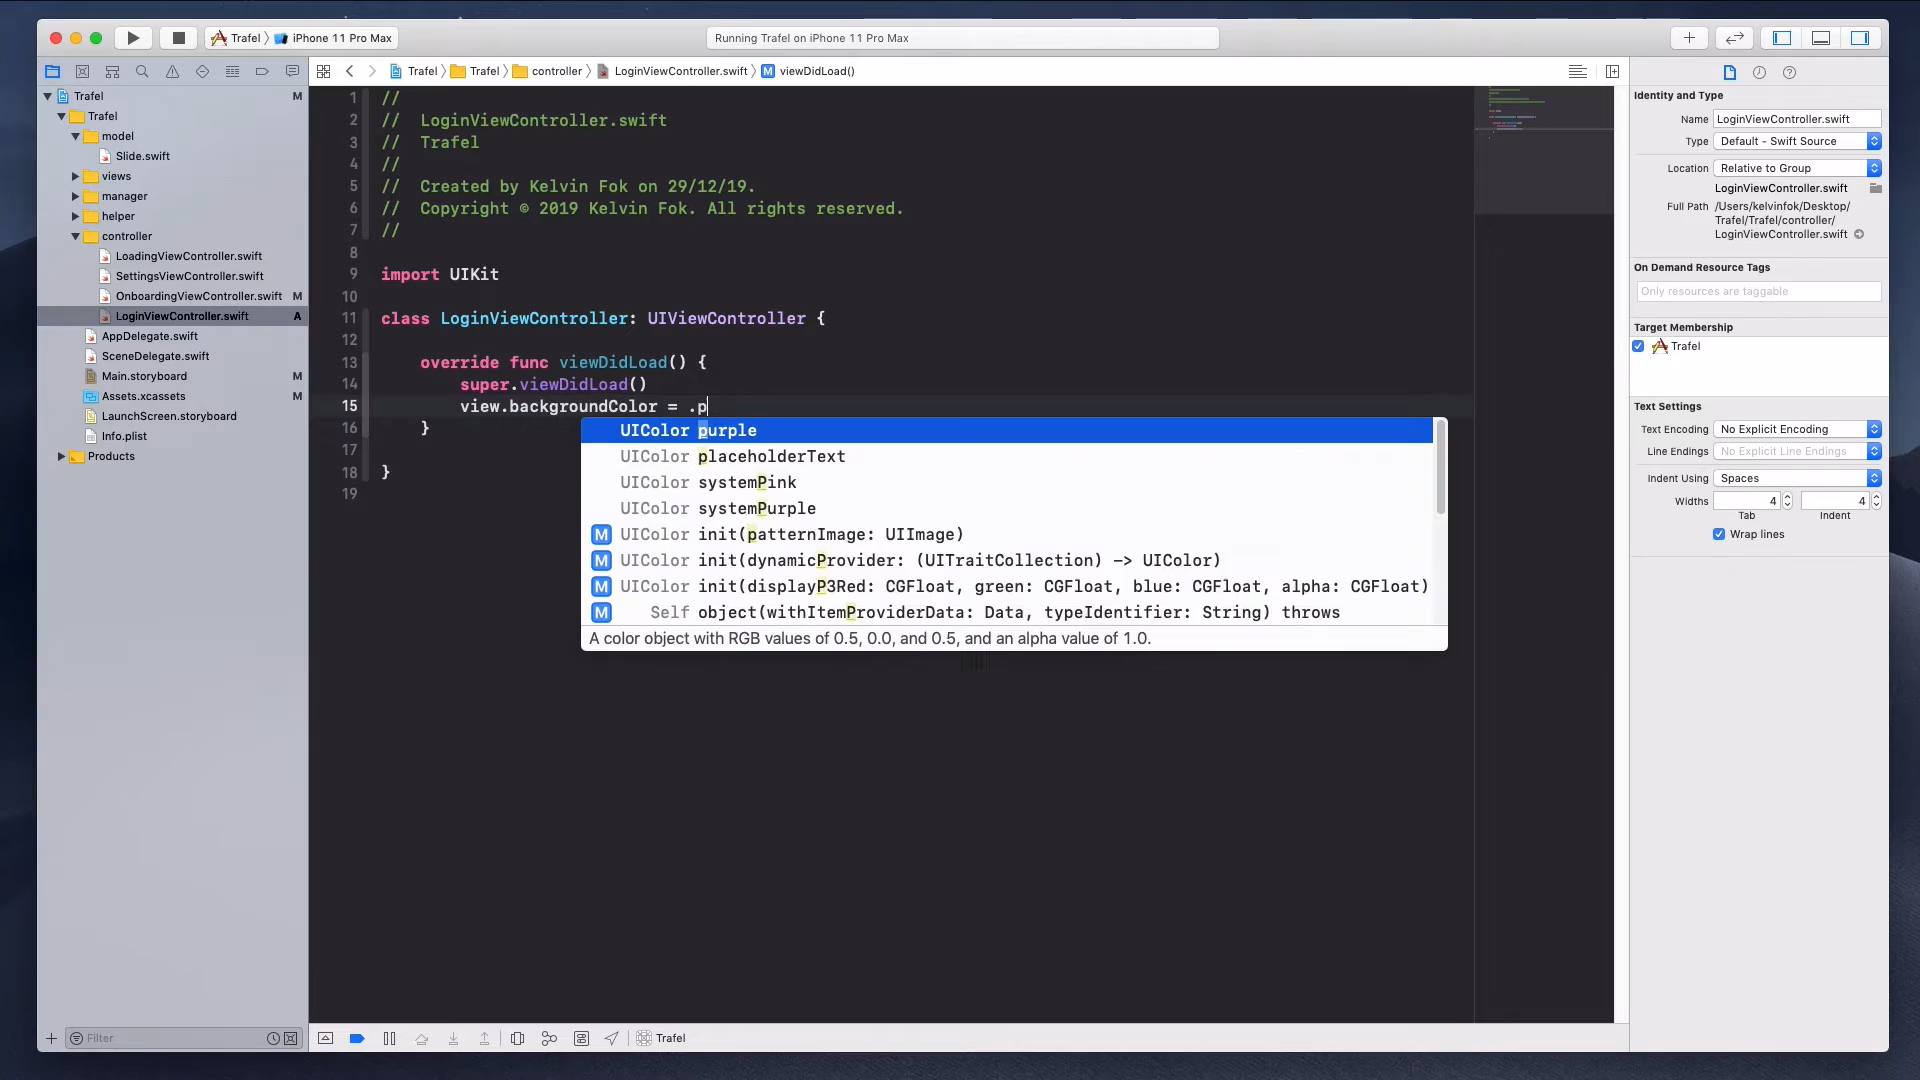 Trafel
iPhone 11 Pro Max
Running Trafel on iPhone 11 Pro Max
Trafel
Trafel
controller
LoginViewController.swift
M
viewDidLoad()
Trafel M
Trafel
model
Slide.swift
views
manager
helper
controller
LoadingViewController.swift
SettingsViewController.swift
OnboardingViewController.swift M
LoginViewController.swift A
AppDelegate.swift
SceneDelegate.swift
Main.storyboard M
Assets.xcassets M
LaunchScreen.storyboard
Info.plist
Products
Filter
1 //
2 //  LoginViewController.swift
3 //  Trafel
4 //
5 //  Created by Kelvin Fok on 29/12/19.
6 //  Copyright © 2019 Kelvin Fok. All rights reserved.
7 //
8
9 import UIKit
10
11 class LoginViewController: UIViewController {
12
13     override func viewDidLoad() {
14         super.viewDidLoad()
15         view.backgroundColor = .p
16     }
17
18 }
19
UIColor purple
UIColor placeholderText
UIColor systemPink
UIColor systemPurple
M UIColor init(patternImage: UIImage)
M UIColor init(dynamicProvider: (UITraitCollection) -> UIColor)
M UIColor init(displayP3Red: CGFloat, green: CGFloat, blue: CGFloat, alpha: CGFloat)
M Self object(withItemProviderData: Data, typeIdentifier: String) throws
A color object with RGB values of 0.5, 0.0, and 0.5, and an alpha value of 1.0.
Trafel
Identity and Type
Name LoginViewController.swift
Type Default - Swift Source
Location Relative to Group
LoginViewController.swift
Full Path /Users/kelvinfok/Desktop/
Trafel/Trafel/controller/
LoginViewController.swift
On Demand Resource Tags
Only resources are taggable
Target Membership
Trafel
Text Settings
Text Encoding No Explicit Encoding
Line Endings No Explicit Line Endings
Indent Using Spaces
Widths 4 4
Tab Indent
Wrap lines